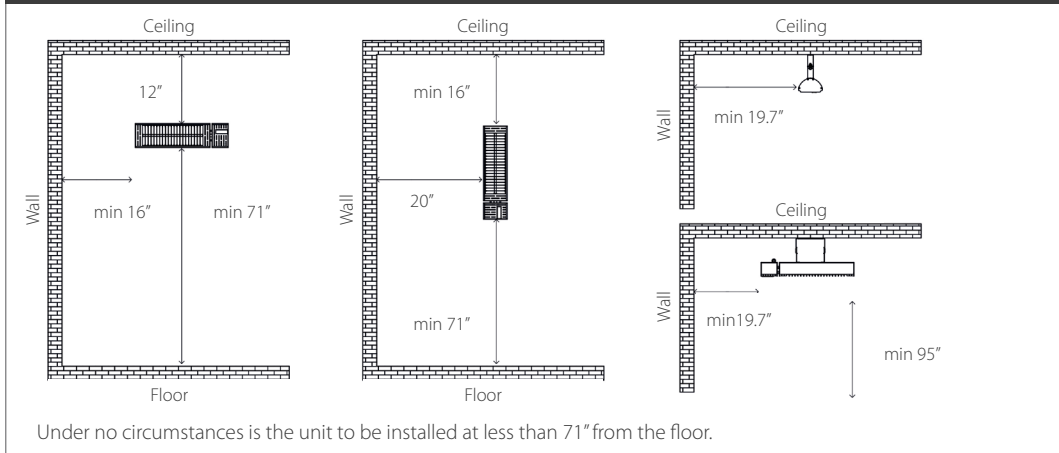 Ceiling
12”
Wall
min 16”
min 71”
Floor
Ceiling
min 16”
Wall
20”
min 71”
Floor
Ceiling
Wall
min 19.7”
Ceiling
Wall
min19.7”
min 95”
Under no circumstances is the unit to be installed at less than 71” from the floor.